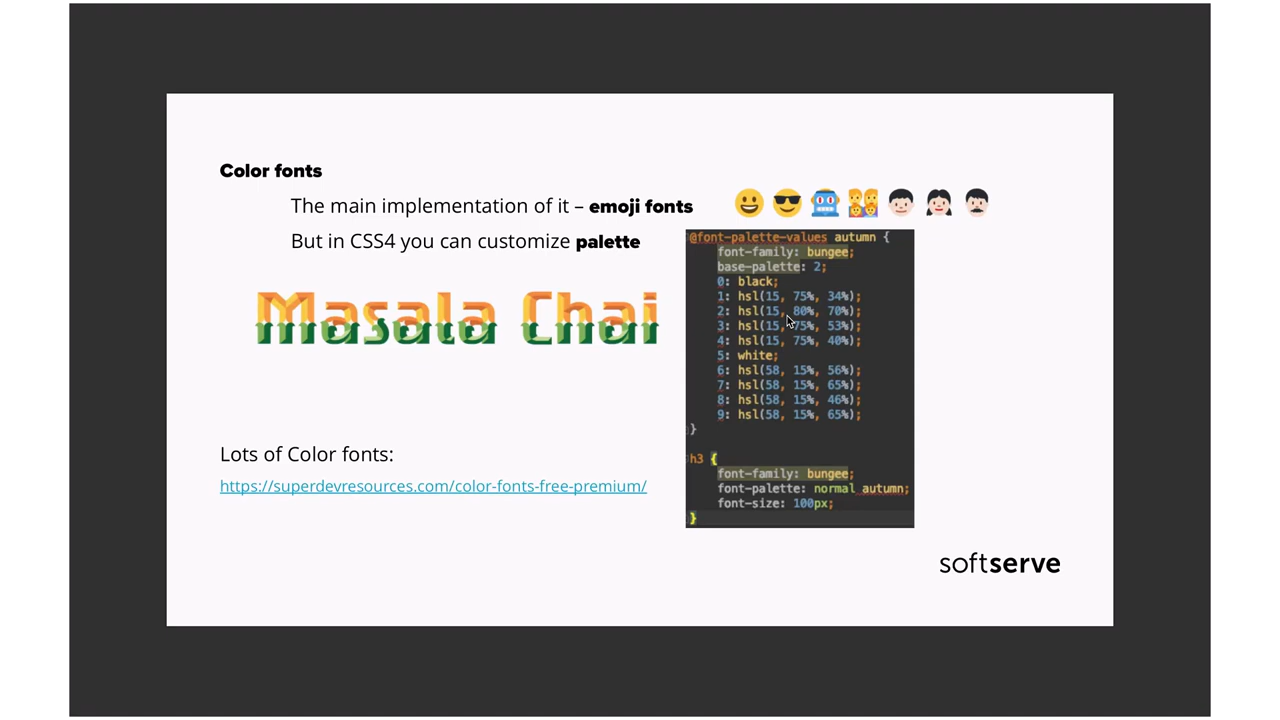 Color fonts
The main implementation of it – emoji fonts
But in CSS4 you can customize palette
Masala Chai
Lots of Color fonts:
https://superdevresources.com/color-fonts-free-premium/
@font-palette-values autumn {
font-family: bungee;
base-palette: 2;
0: black;
1: hsl(15, 75%, 34%);
2: hsl(15, 80%, 70%);
3: hsl(15, 75%, 53%);
4: hsl(15, 75%, 40%);
5: white;
6: hsl(58, 15%, 56%);
7: hsl(58, 15%, 65%);
8: hsl(58, 15%, 46%);
9: hsl(58, 15%, 65%);
}
h3 {
font-family: bungee;
font-palette: normal autumn;
font-size: 100px;
}
softserve